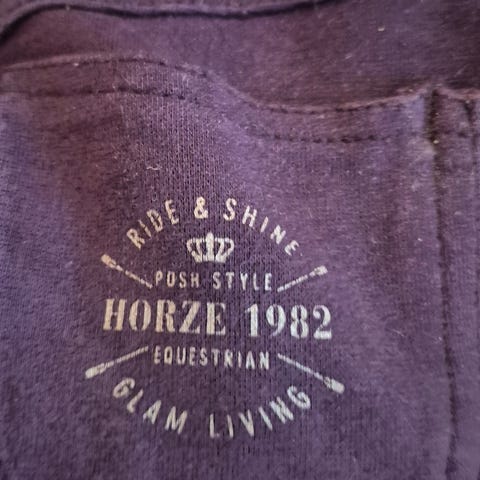 RIDE & SHINE
POSH STYLE
HORZE 1982
EQUESTRIAN
GLAM LIVING